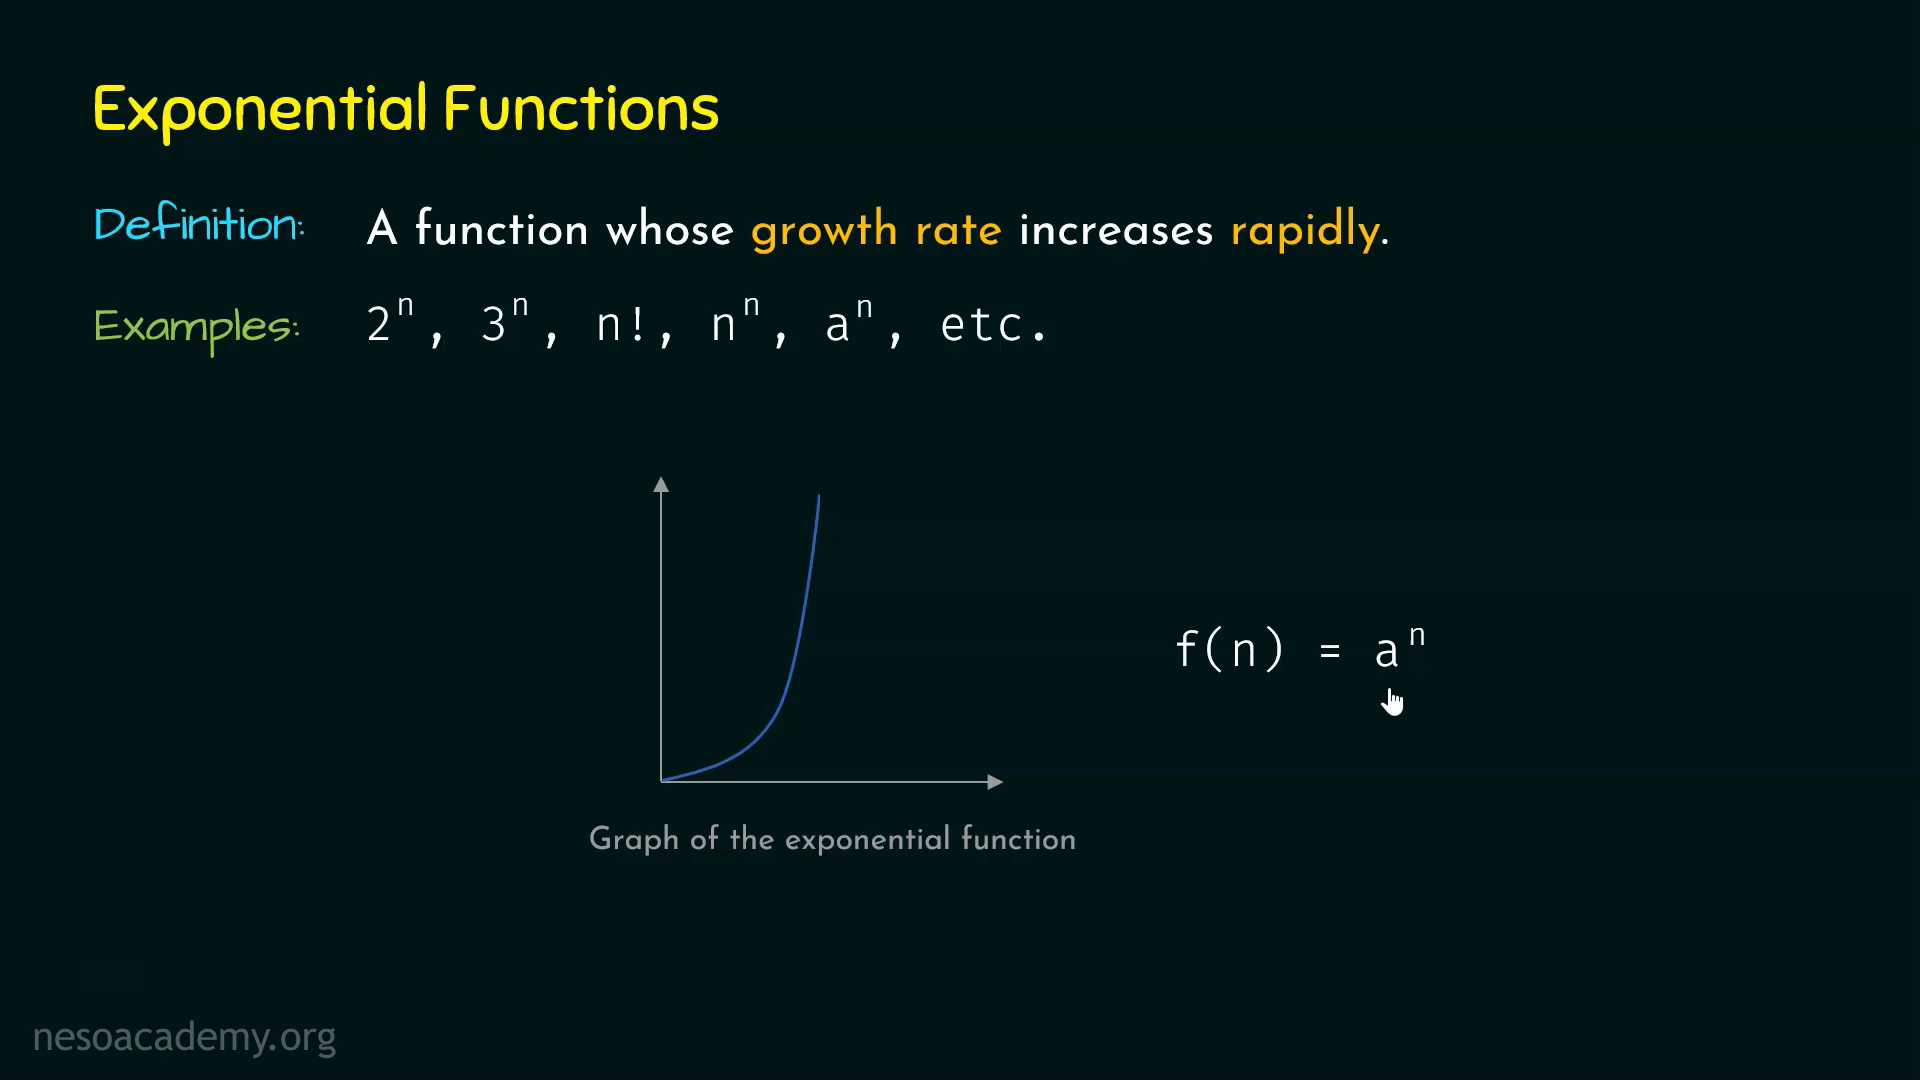 Exponential Functions
Definition: A function whose growth rate increases rapidly.
Examples: 2ⁿ, 3ⁿ, n!, nⁿ, aⁿ, etc.
f(n) = aⁿ
Graph of the exponential function
nesoacademy.org